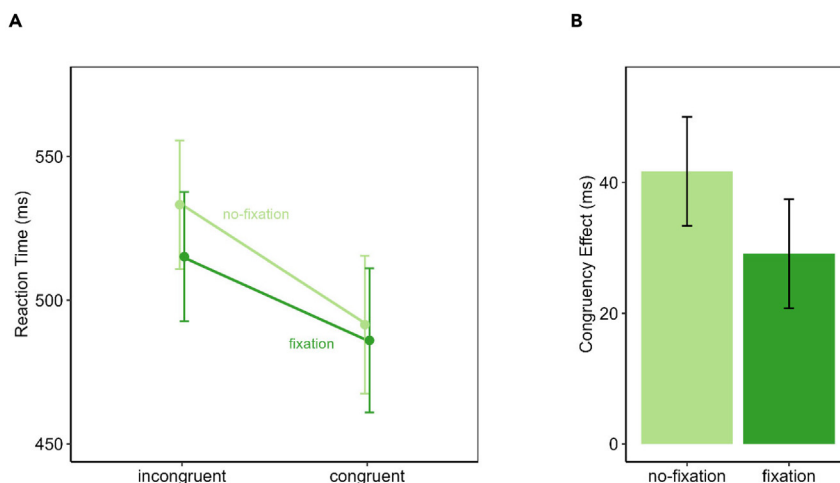 A
Reaction Time (ms)
550
500
450
no-fixation
fixation
incongruent
congruent
B
Congruency Effect (ms)
40
20
0
no-fixation
fixation